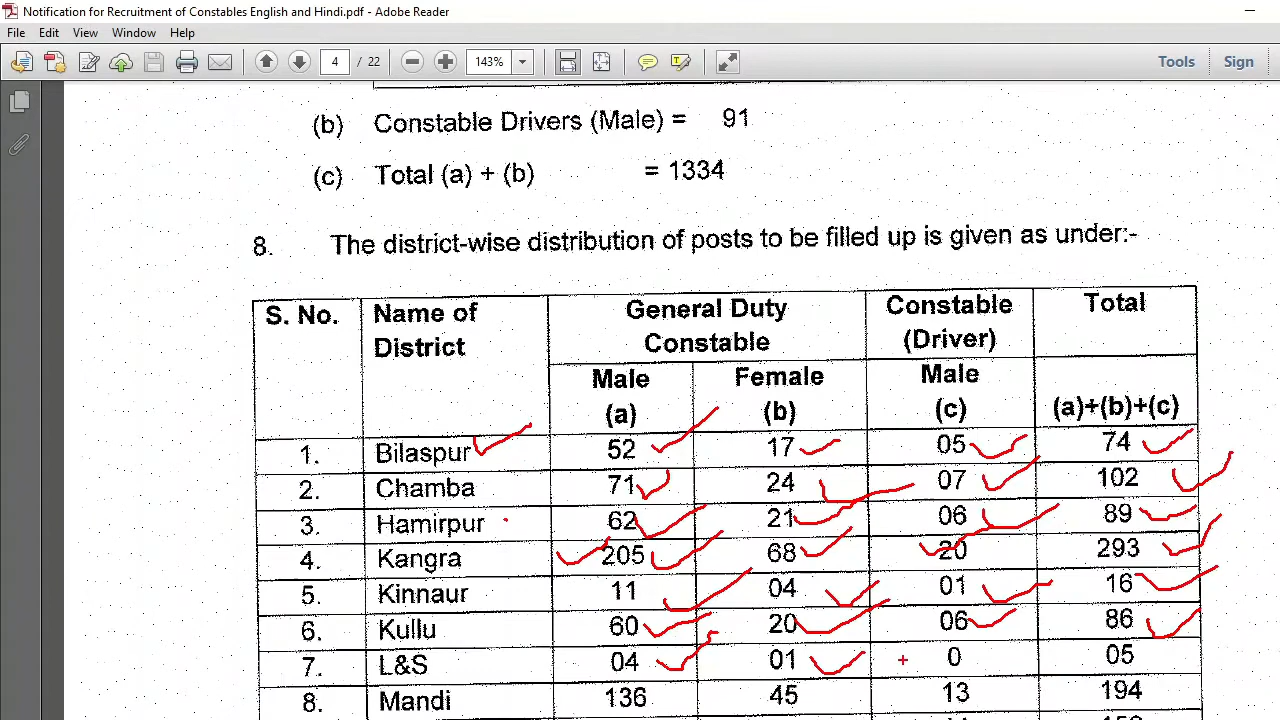 Notification for Recruitment of Constables English and Hindi.pdf - Adobe Reader
File Edit View Window Help
4 / 22 143% Tools Sign
(b) Constable Drivers (Male) = 91
(c) Total (a) + (b) = 1334
8. The district-wise distribution of posts to be filled up is given as under:-
S. No. Name of District General Duty Constable Constable (Driver) Total
Male (a) Female (b) Male (c) (a)+(b)+(c)
1. Bilaspur 52 17 05 74
2. Chamba 71 24 07 102
3. Hamirpur 62 21 06 89
4. Kangra 205 68 20 293
5. Kinnaur 11 04 01 16
6. Kullu 60 20 06 86
7. L&S 04 01 0 05
8. Mandi 136 45 13 194